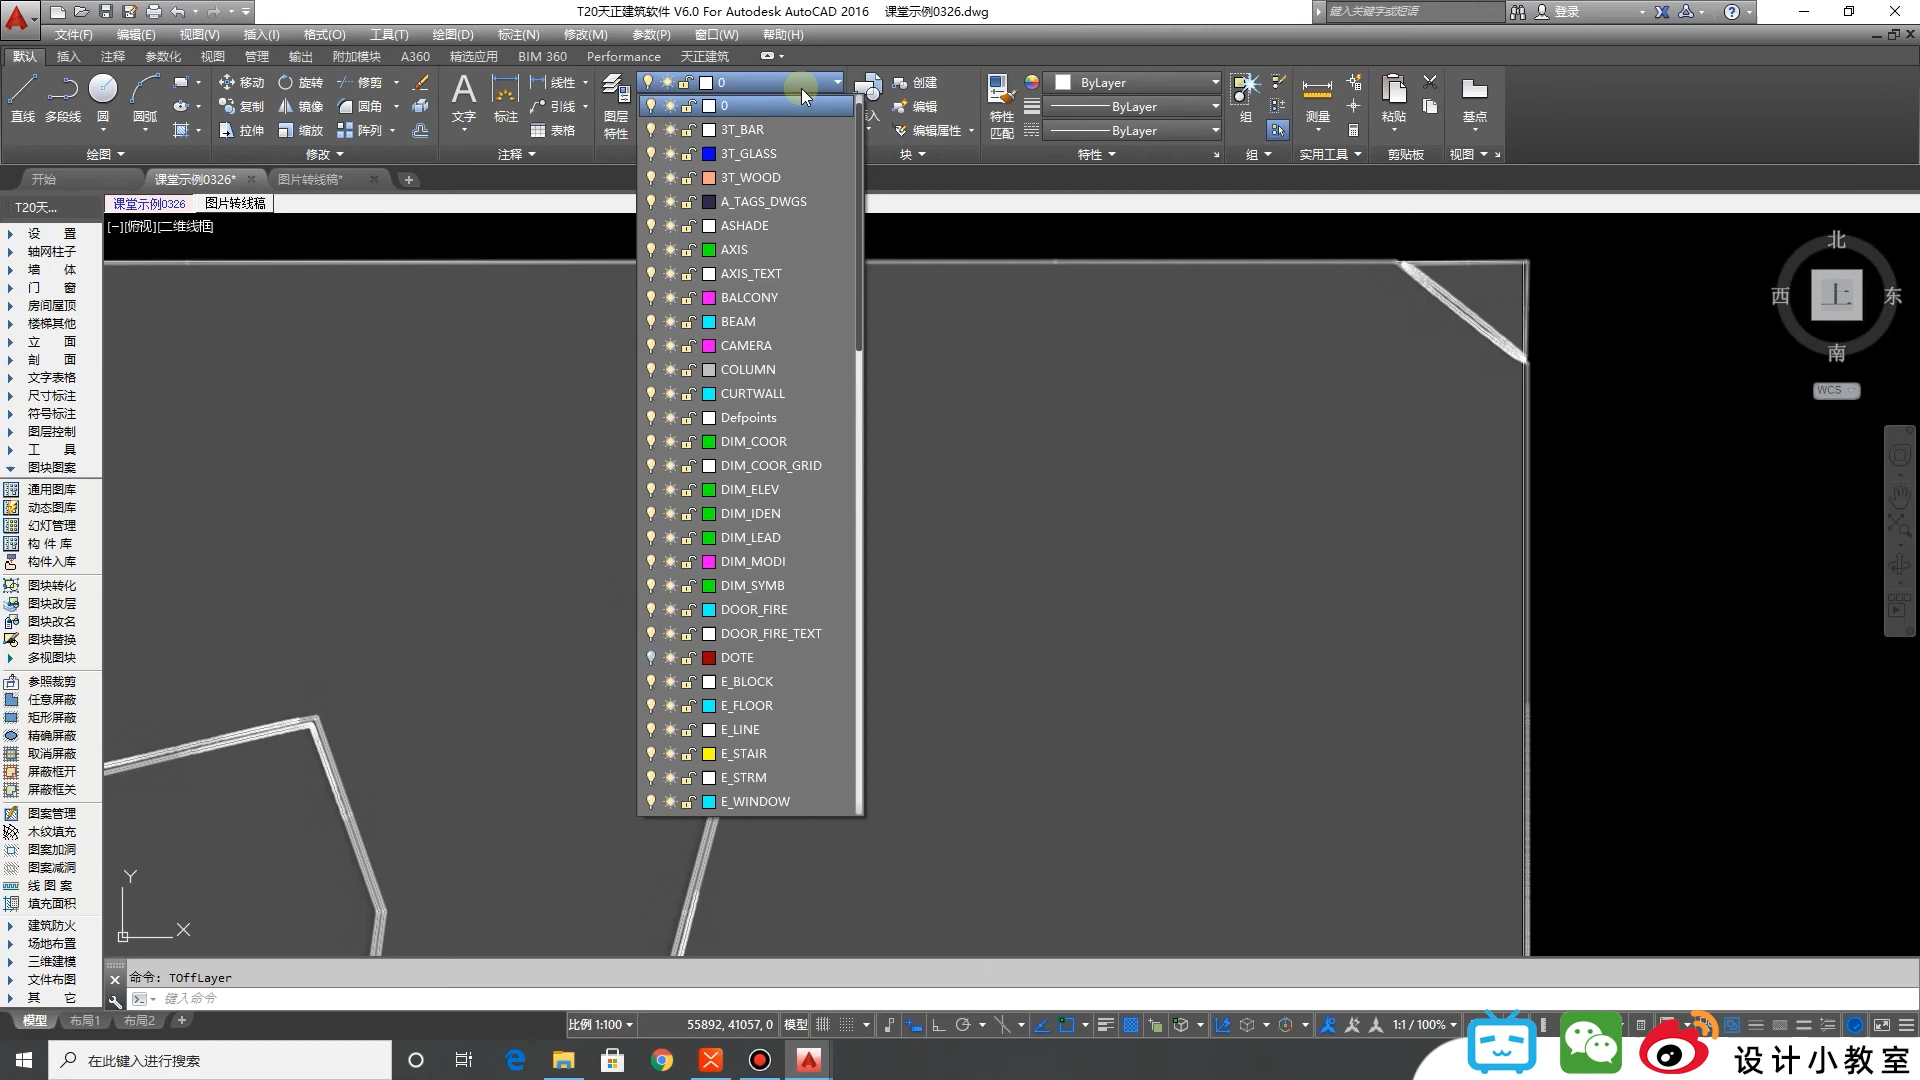 T20天正建筑软件 V6.0 For Autodesk AutoCAD 2016 课堂示例0326.dwg
键入关键字或短语
登录
文件(F) 编辑(E) 视图(V) 插入(I) 格式(O) 工具(T) 绘图(D) 标注(N) 修改(M) 参数(P) 窗口(W) 帮助(H)
默认 插入 注释 参数化 视图 管理 输出 附加模块 A360 精选应用 BIM 360 Performance 天正建筑
直线 多段线 圆 圆弧
移动 旋转 修剪
复制 镜像 圆角
拉伸 缩放 阵列
文字 标注
线性
引线
表格
图层
特性
0
创建
编辑
编辑属性
特性
匹配
ByLayer
ByLayer
ByLayer
组 测量 粘贴 基点
绘图 修改 注释 块 特性 组 实用工具 剪贴板 视图
开始 课堂示例0326* 图片转线稿*
课堂示例0326 图片转线稿
[−][俯视][二维线框]
T20天...
设 置
轴网柱子
墙 体
门 窗
房间屋顶
楼梯其他
立 面
剖 面
文字表格
尺寸标注
符号标注
图层控制
工 具
图块图案
通用图库
动态图库
幻灯管理
构 件 库
构件入库
图块转化
图块改层
图块改名
图块替换
多视图块
参照裁剪
任意屏蔽
矩形屏蔽
精确屏蔽
取消屏蔽
屏蔽框开
屏蔽框关
图案管理
木纹填充
图案加洞
图案减洞
线 图 案
填充面积
建筑防火
场地布置
三维建模
文件布图
其 它
0
3T_BAR
3T_GLASS
3T_WOOD
A_TAGS_DWGS
ASHADE
AXIS
AXIS_TEXT
BALCONY
BEAM
CAMERA
COLUMN
CURTWALL
Defpoints
DIM_COOR
DIM_COOR_GRID
DIM_ELEV
DIM_IDEN
DIM_LEAD
DIM_MODI
DIM_SYMB
DOOR_FIRE
DOOR_FIRE_TEXT
DOTE
E_BLOCK
E_FLOOR
E_LINE
E_STAIR
E_STRM
E_WINDOW
北
西 上 东
南
WCS
Y
X
命令: TOffLayer
键入命令
模型 布局1 布局2
比例 1:100 55892, 41057, 0 模型
1:1 / 100%
在此键入进行搜索
设计小教室